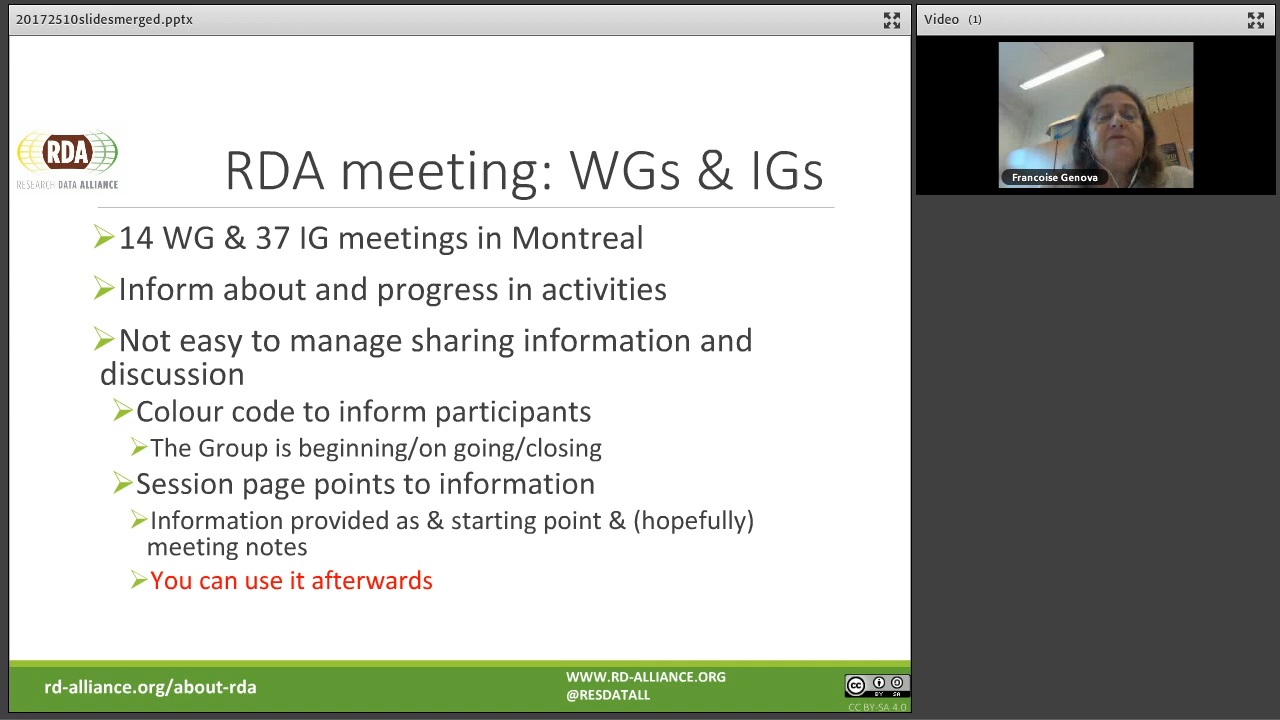 20172510slidesmerged.pptx
Video (1)
Francoise Genova
RDA
RESEARCH DATA ALLIANCE
RDA meeting: WGs & IGs
14 WG & 37 IG meetings in Montreal
Inform about and progress in activities
Not easy to manage sharing information and
discussion
Colour code to inform participants
The Group is beginning/on going/closing
Session page points to information
Information provided as & starting point & (hopefully)
meeting notes
You can use it afterwards
rd-alliance.org/about-rda
WWW.RD-ALLIANCE.ORG
@RESDATALL
cc
BY SA
CC BY-SA 4.0